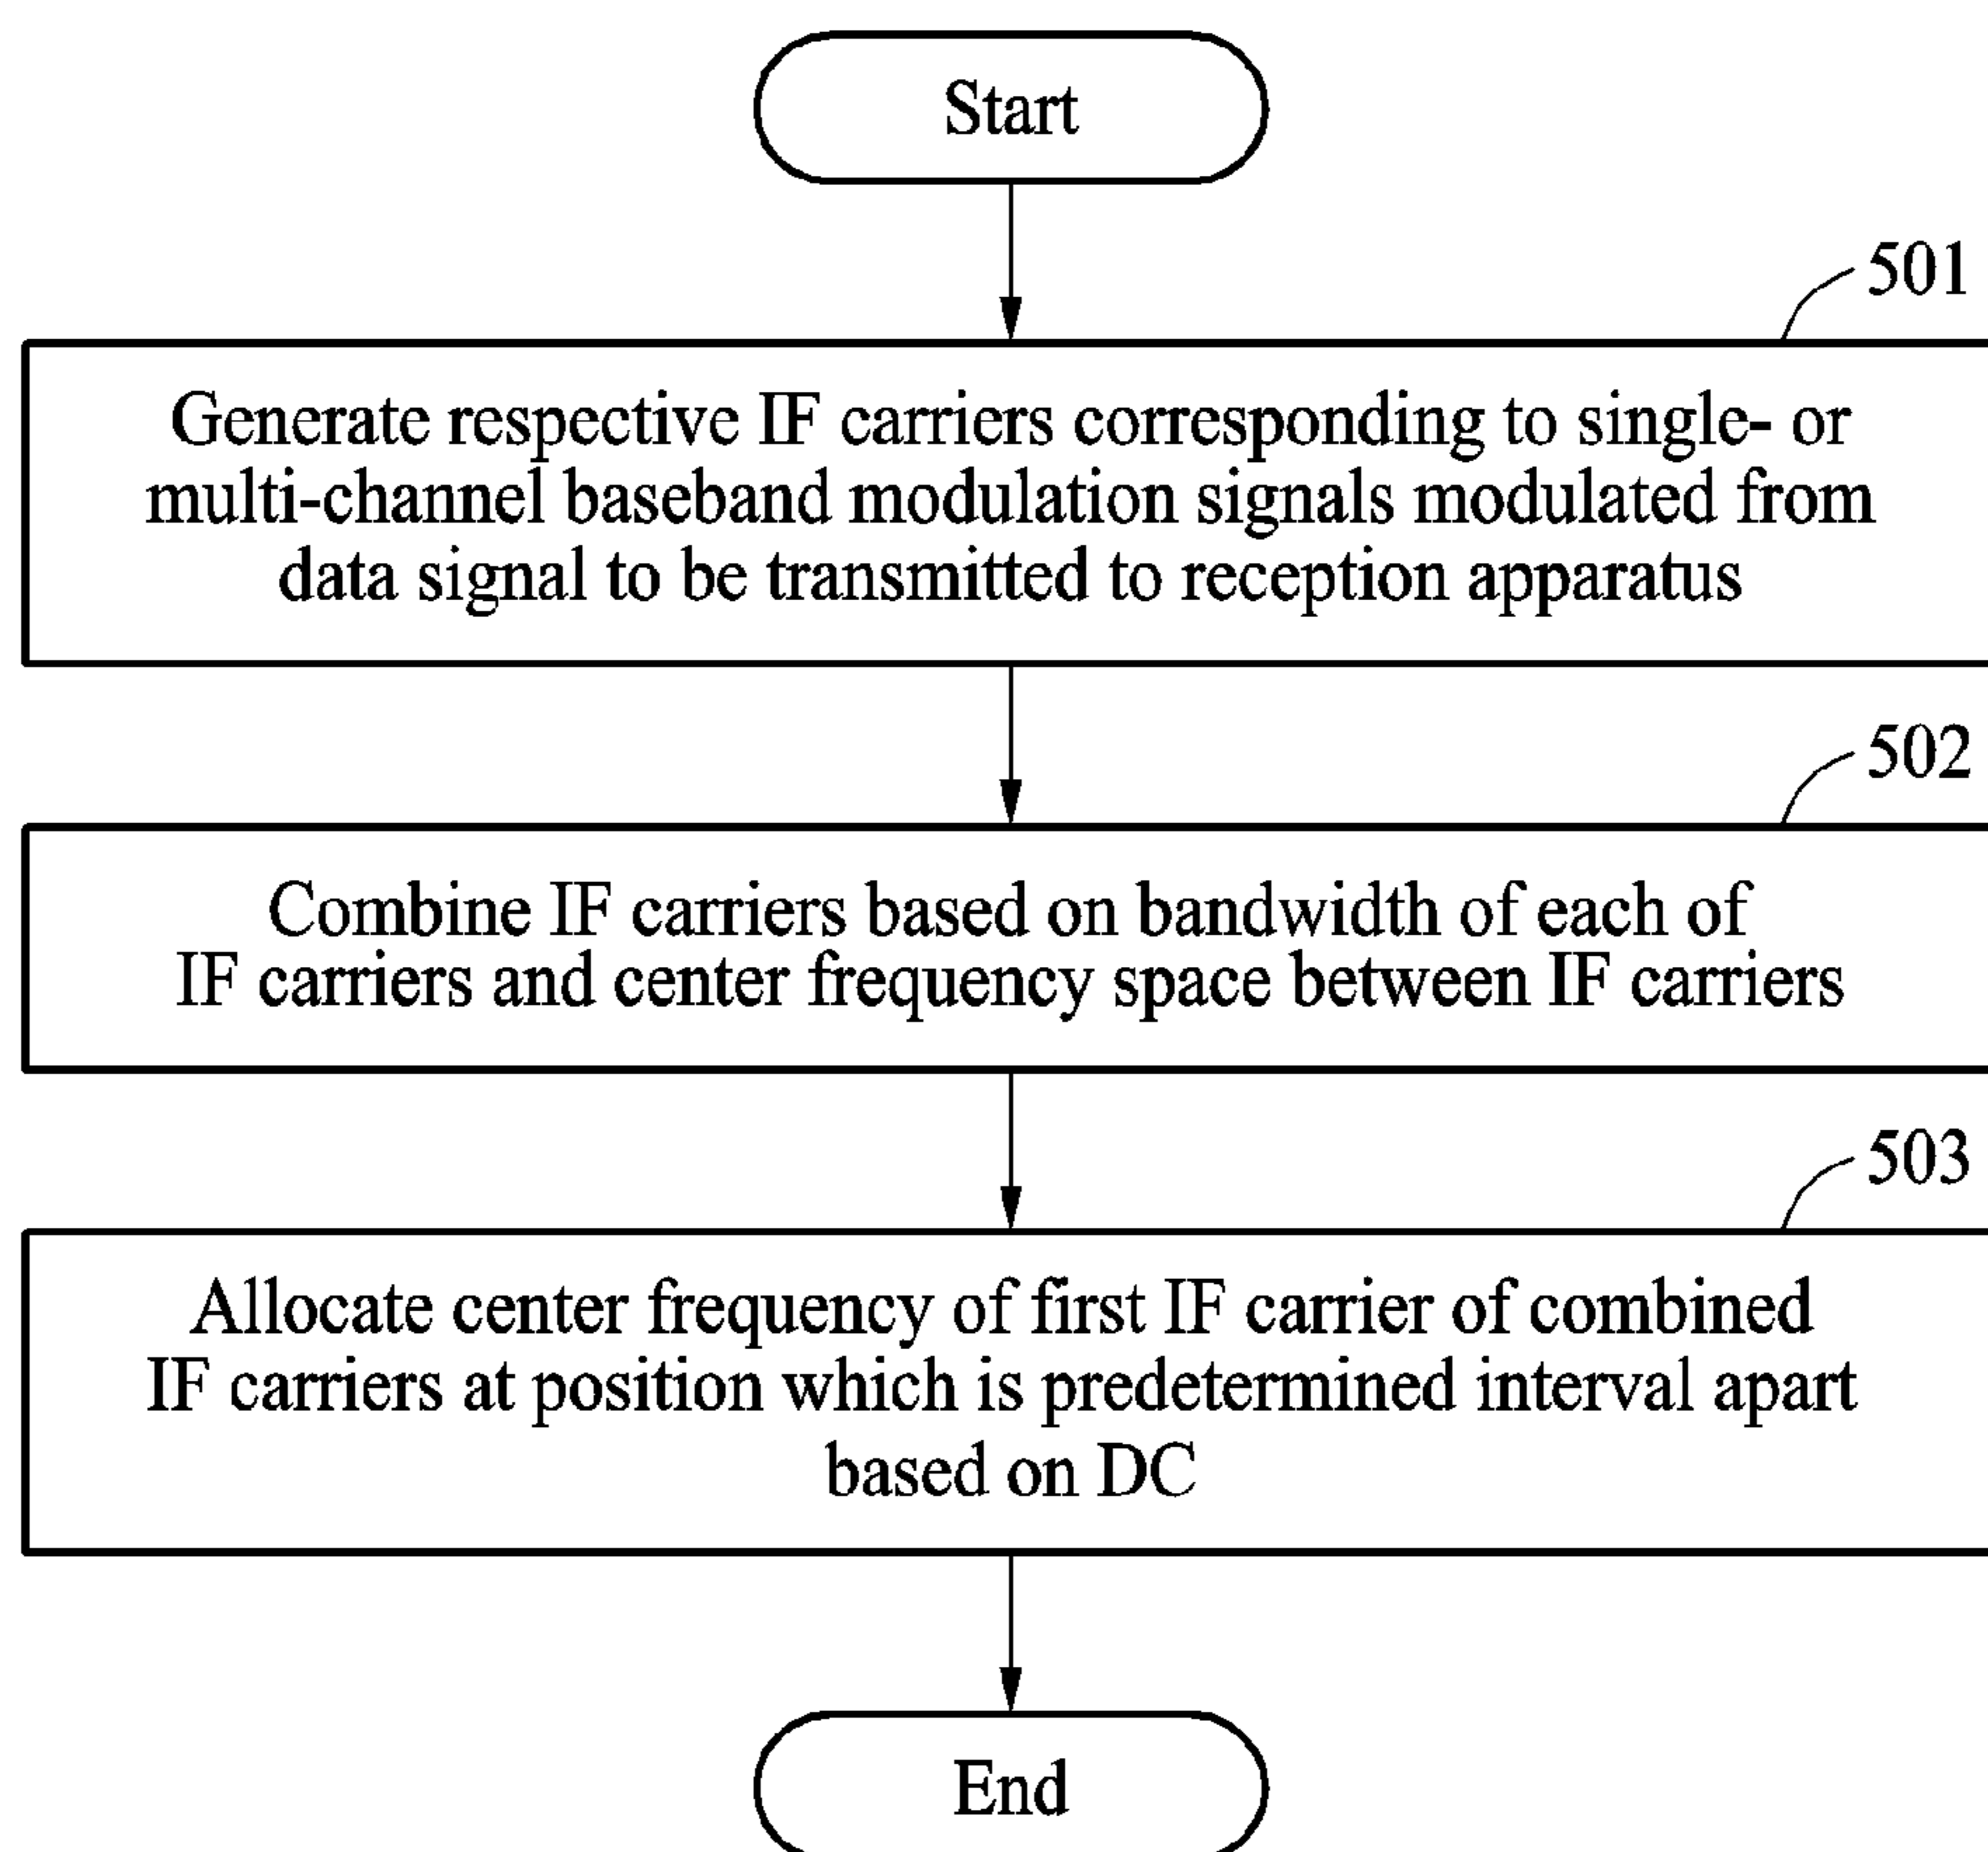 Start
501
Generate respective IF carriers corresponding to single- or
multi-channel baseband modulation signals modulated from
data signal to be transmitted to reception apparatus
502
Combine IF carriers based on bandwidth of each of
IF carriers and center frequency space between IF carriers
503
Allocate center frequency of first IF carrier of combined
IF carriers at position which is predetermined interval apart
based on DC
End